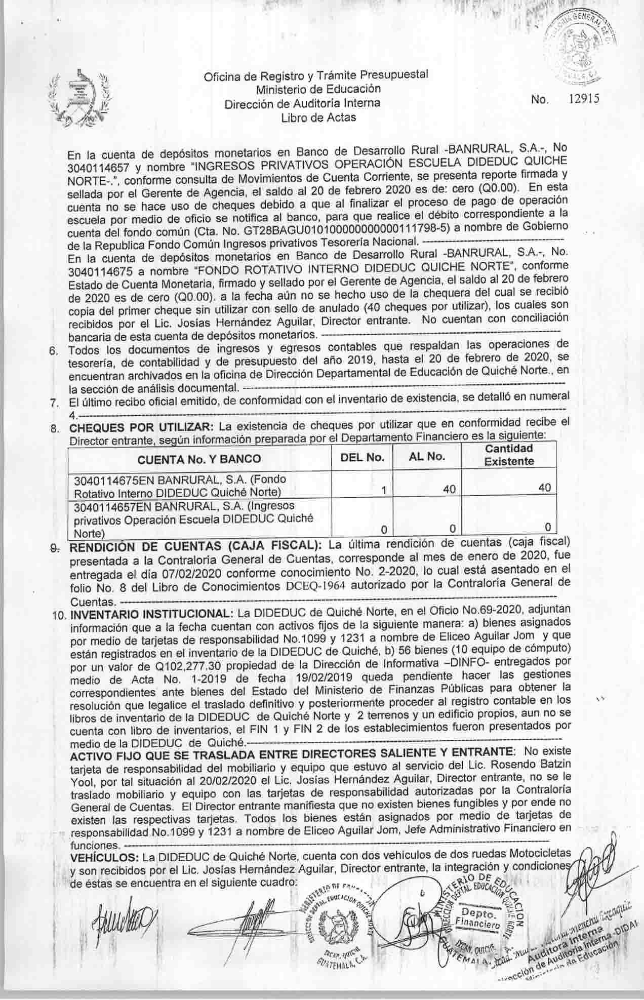 Oficina de Registro y Trámite Presupuestal
Ministerio de Educación
Dirección de Auditoría Interna
Libro de Actas
No. 12915
En la cuenta de depósitos monetarios en Banco de Desarrollo Rural -BANRURAL, S.A.-, No
3040114657 y nombre "INGRESOS PRIVATIVOS OPERACIÓN ESCUELA DIDEDUC QUICHE
NORTE-.", conforme consulta de Movimientos de Cuenta Corriente, se presenta reporte firmada y
sellada por el Gerente de Agencia, el saldo al 20 de febrero 2020 es de: cero (Q0.00). En esta
cuenta no se hace uso de cheques debido a que al finalizar el proceso de pago de operación
escuela por medio de oficio se notifica al banco, para que realice el débito correspondiente a la
cuenta del fondo común (Cta. No. GT28BAGU01010000000000111798-5) a nombre de Gobierno
de la Republica Fondo Común Ingresos privativos Tesorería Nacional. ------------------------------
En la cuenta de depósitos monetarios en Banco de Desarrollo Rural -BANRURAL, S.A.-, No.
3040114675 a nombre "FONDO ROTATIVO INTERNO DIDEDUC QUICHE NORTE", conforme
Estado de Cuenta Monetaria, firmado y sellado por el Gerente de Agencia, el saldo al 20 de febrero
de 2020 es de cero (Q0.00). a la fecha aún no se hecho uso de la chequera del cual se recibió
copia del primer cheque sin utilizar con sello de anulado (40 cheques por utilizar), los cuales son
recibidos por el Lic. Josías Hernández Aguilar, Director entrante. No cuentan con conciliación
bancaria de esta cuenta de depósitos monetarios. ------------------------------
6. Todos los documentos de ingresos y egresos contables que respaldan las operaciones de
tesorería, de contabilidad y de presupuesto del año 2019, hasta el 20 de febrero de 2020, se
encuentran archivados en la oficina de Dirección Departamental de Educación de Quiché Norte., en
la sección de análisis documental. ------------------------------
7. El último recibo oficial emitido, de conformidad con el inventario de existencia, se detalló en numeral
4.------------------------------
8. CHEQUES POR UTILIZAR: La existencia de cheques por utilizar que en conformidad recibe el
Director entrante, según información preparada por el Departamento Financiero es la siguiente:
CUENTA No. Y BANCO DEL No. AL No. Cantidad
Existente
3040114675EN BANRURAL, S.A. (Fondo
Rotativo Interno DIDEDUC Quiché Norte) 1 40 40
3040114657EN BANRURAL, S.A. (Ingresos
privativos Operación Escuela DIDEDUC Quiché
Norte) 0 0 0
9. RENDICIÓN DE CUENTAS (CAJA FISCAL): La última rendición de cuentas (caja fiscal)
presentada a la Contraloría General de Cuentas, corresponde al mes de enero de 2020, fue
entregada el día 07/02/2020 conforme conocimiento No. 2-2020, lo cual está asentado en el
folio No. 8 del Libro de Conocimientos DCEQ-1964 autorizado por la Contraloría General de
Cuentas. ------------------------------
10. INVENTARIO INSTITUCIONAL: La DIDEDUC de Quiché Norte, en el Oficio No.69-2020, adjuntan
información que a la fecha cuentan con activos fijos de la siguiente manera: a) bienes asignados
por medio de tarjetas de responsabilidad No.1099 y 1231 a nombre de Eliceo Aguilar Jom y que
están registrados en el inventario de la DIDEDUC de Quiché, b) 56 bienes (10 equipo de cómputo)
por un valor de Q102,277.30 propiedad de la Dirección de Informativa –DINFO- entregados por
medio de Acta No. 1-2019 de fecha 19/02/2019 queda pendiente hacer las gestiones
correspondientes ante bienes del Estado del Ministerio de Finanzas Públicas para obtener la
resolución que legalice el traslado definitivo y posteriormente proceder al registro contable en los
libros de inventario de la DIDEDUC de Quiché Norte y 2 terrenos y un edificio propios, aun no se
cuenta con libro de inventarios, el FIN 1 y FIN 2 de los establecimientos fueron presentados por
medio de la DIDEDUC de Quiché.------------------------------
ACTIVO FIJO QUE SE TRASLADA ENTRE DIRECTORES SALIENTE Y ENTRANTE: No existe
tarjeta de responsabilidad del mobiliario y equipo que estuvo al servicio del Lic. Rosendo Batzin
Yool, por tal situación al 20/02/2020 el Lic. Josías Hernández Aguilar, Director entrante, no se le
traslado mobiliario y equipo con las tarjetas de responsabilidad autorizadas por la Contraloría
General de Cuentas. El Director entrante manifiesta que no existen bienes fungibles y por ende no
existen las respectivas tarjetas. Todos los bienes están asignados por medio de tarjetas de
responsabilidad No.1099 y 1231 a nombre de Eliceo Aguilar Jom, Jefe Administrativo Financiero en
funciones. ------------------------------
VEHÍCULOS: La DIDEDUC de Quiché Norte, cuenta con dos vehículos de dos ruedas Motocicletas
y son recibidos por el Lic. Josías Hernández Aguilar, Director entrante, la integración y condiciones
de éstas se encuentra en el siguiente cuadro:
DIRECCION DEPTAL. EDUCACION QUICHE NORTE
IXCAN, QUICHE
GUATEMALA, C.A.
MINISTERIO DE EDUCACION
DIRECCION DEPTAL EDUCACION QUICHE NORTE
Depto.
Financiero
IXCAN, QUICHE
GUATEMALA
Auditora Interna
Dirección de Auditoría Interna -DIDAI-
Ministerio de Educación